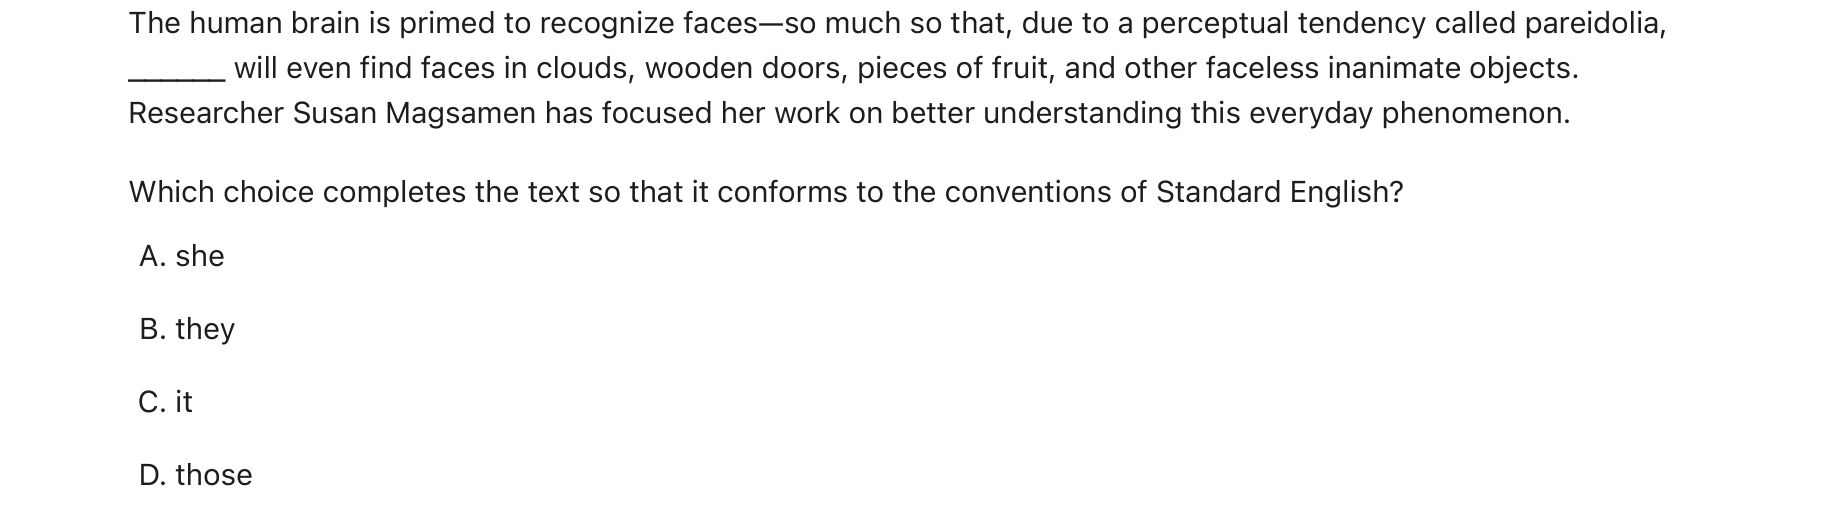 The human brain is primed to recognize faces—so much so that, due to a perceptual tendency called pareidolia,
______ will even find faces in clouds, wooden doors, pieces of fruit, and other faceless inanimate objects.
Researcher Susan Magsamen has focused her work on better understanding this everyday phenomenon.
Which choice completes the text so that it conforms to the conventions of Standard English?
A. she
B. they
C. it
D. those